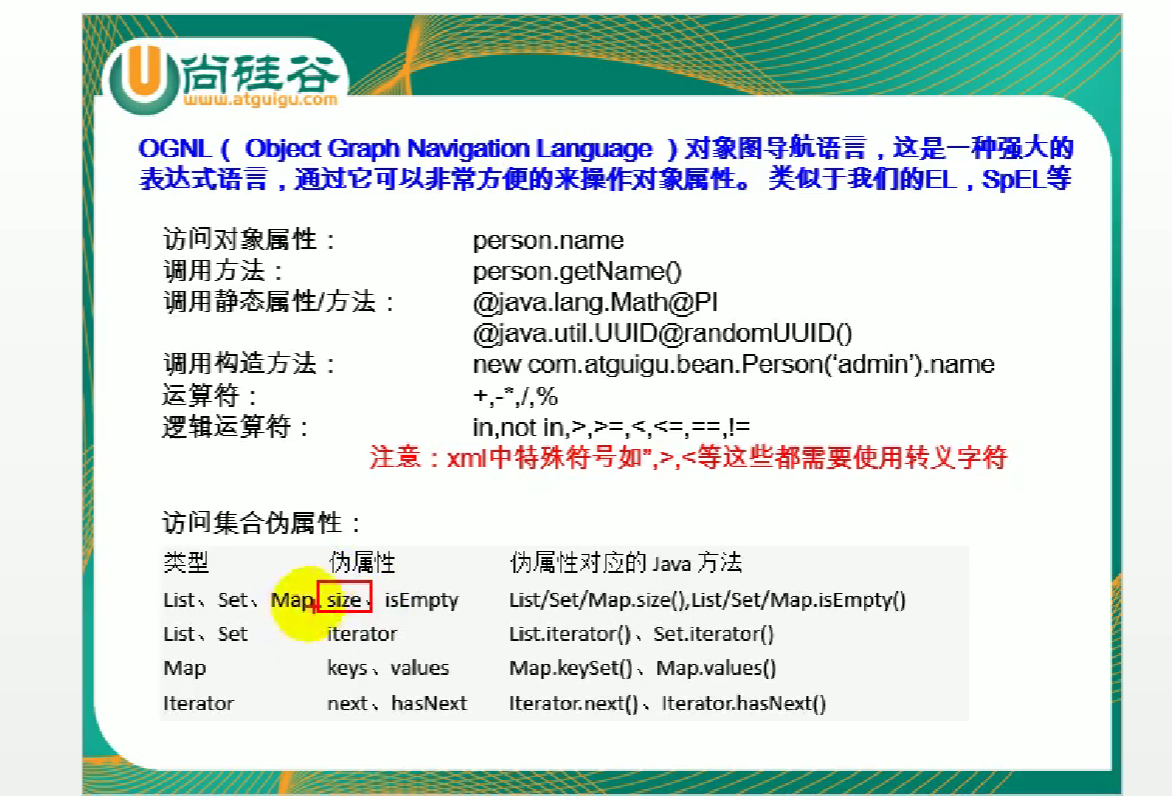 尚硅谷
www.atguigu.com
OGNL（ Object Graph Navigation Language ）对象图导航语言，这是一种强大的
表达式语言，通过它可以非常方便的来操作对象属性。 类似于我们的EL，SpEL等
访问对象属性： person.name
调用方法： person.getName()
调用静态属性/方法： @java.lang.Math@PI
@java.util.UUID@randomUUID()
调用构造方法： new com.atguigu.bean.Person(‘admin’).name
运算符： +,-*,/,%
逻辑运算符： in,not in,>,>=,<,<=,==,!=
注意：xml中特殊符号如”,>,<等这些都需要使用转义字符
访问集合伪属性：
类型 伪属性 伪属性对应的 Java 方法
List、Set、Map size、isEmpty List/Set/Map.size(),List/Set/Map.isEmpty()
List、Set iterator List.iterator()、Set.iterator()
Map keys、values Map.keySet()、Map.values()
Iterator next、hasNext Iterator.next()、Iterator.hasNext()